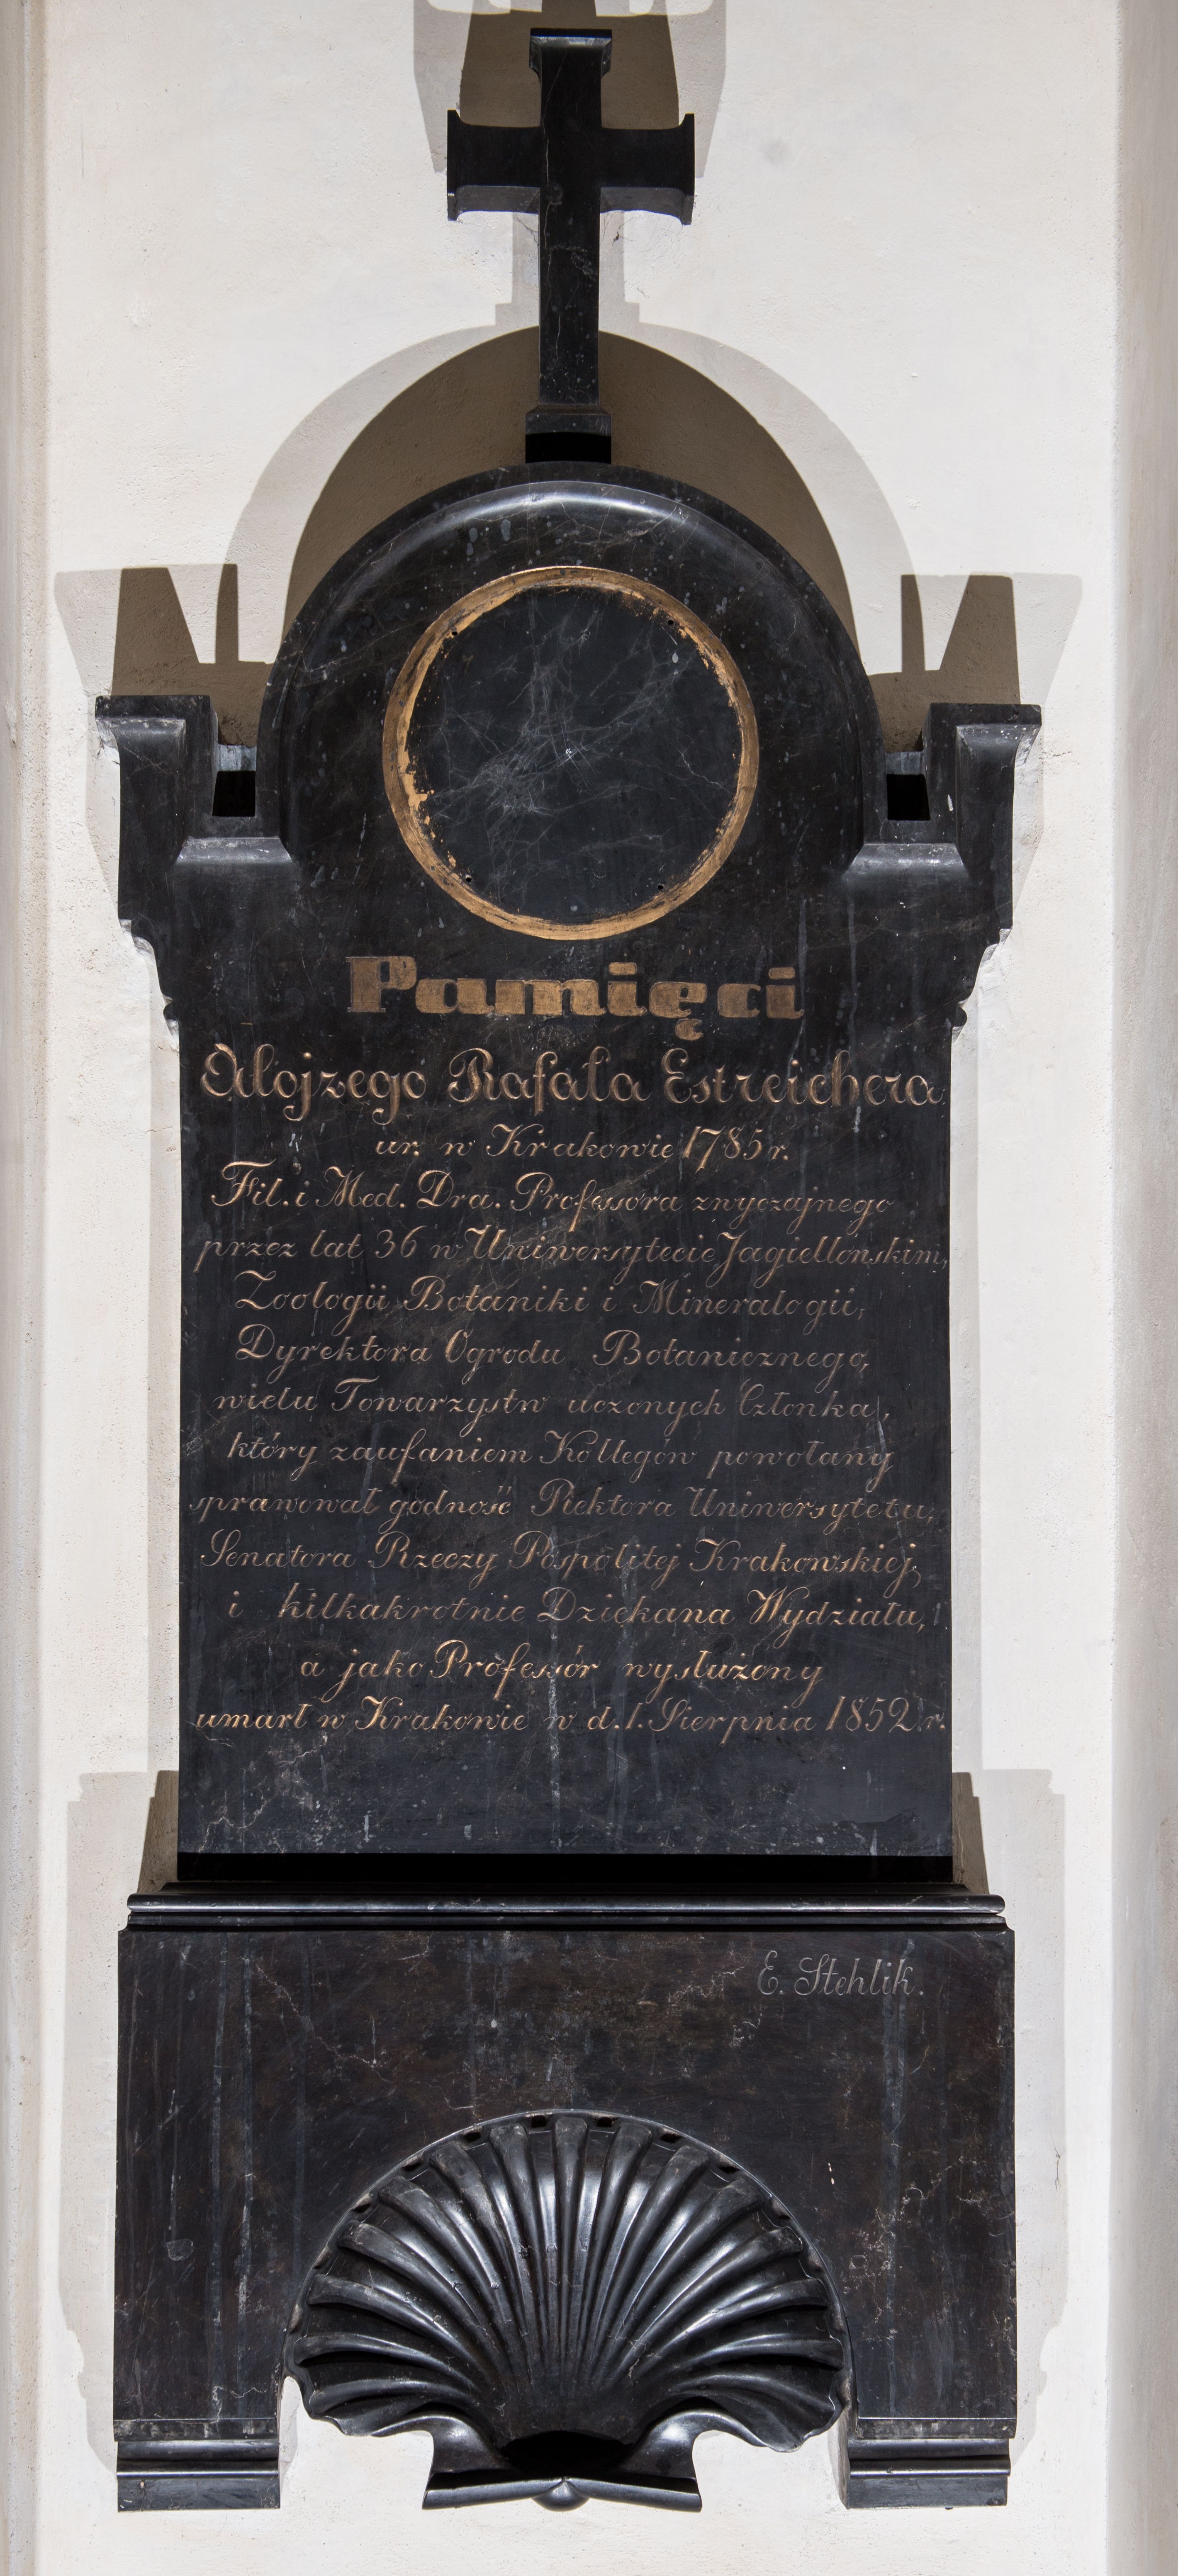 Pamięci
Alojzego Rafała Estreichera
ur. w Krakowie 1785 r.
Fil. i Med. Dra. Professora zwyczajnego
przez lat 36 w Uniwersytecie Jagiellońskim,
Zoologii Botaniki i Mineralogii,
Dyrektora Ogrodu Botanicznego,
wielu Towarzystw uczonych Członka,
który zaufaniem Kollegów powołany
sprawował godność Rektora Uniwersytetu,
Senatora Rzeczy Pospolitej Krakowskiej,
i kilkakrotnie Dziekana Wydziału,
a jako Professór wysłużony
umarł w Krakowie w d. 1. Sierpnia 1852 r.
E. Stehlik.